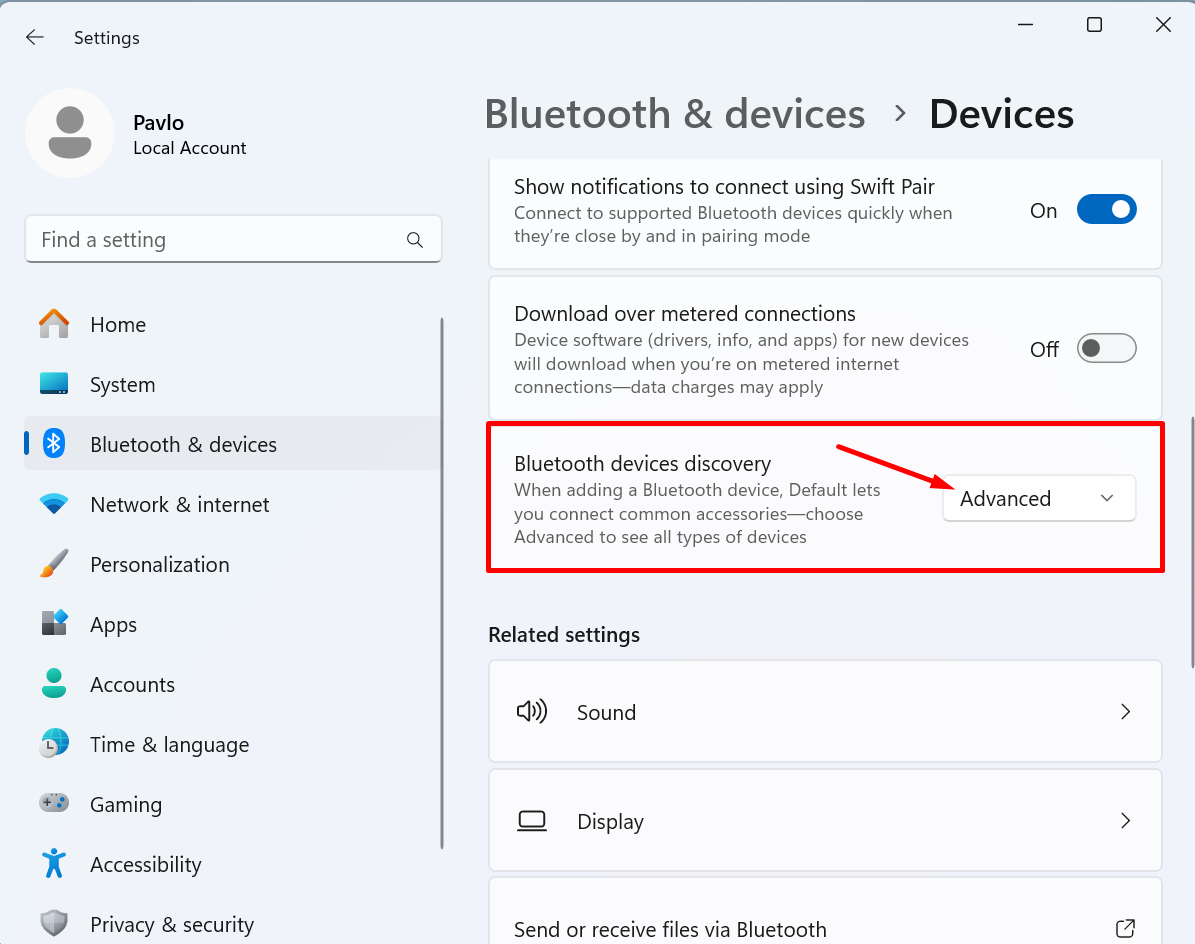 Settings
Pavlo
Local Account
Find a setting
Home
System
Bluetooth & devices
Network & internet
Personalization
Apps
Accounts
Time & language
Gaming
Accessibility
Privacy & security
Bluetooth & devices > Devices
Show notifications to connect using Swift Pair
Connect to supported Bluetooth devices quickly when
they’re close by and in pairing mode
On
Download over metered connections
Device software (drivers, info, and apps) for new devices
will download when you’re on metered internet
connections—data charges may apply
Off
Bluetooth devices discovery
When adding a Bluetooth device, Default lets
you connect common accessories—choose
Advanced to see all types of devices
Advanced
Related settings
Sound
Display
Send or receive files via Bluetooth